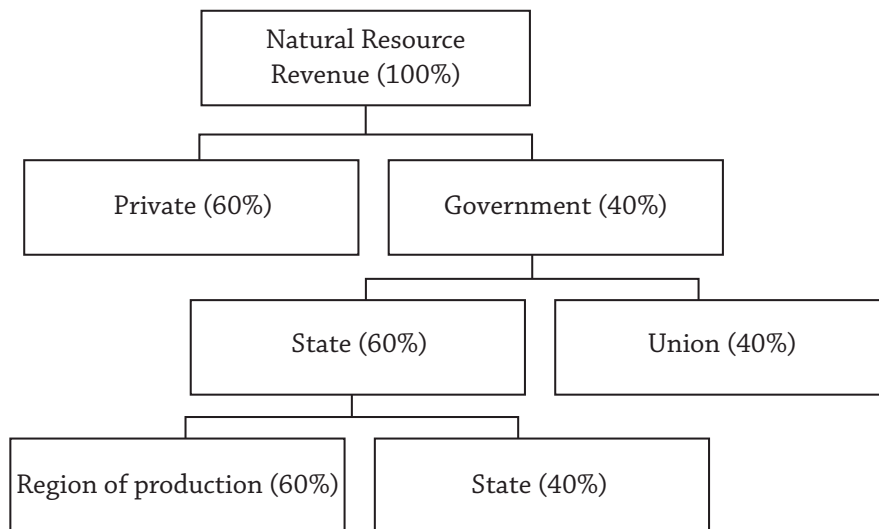 Natural Resource
Revenue (100%)
Private (60%)
Government (40%)
State (60%)
Union (40%)
Region of production (60%)
State (40%)